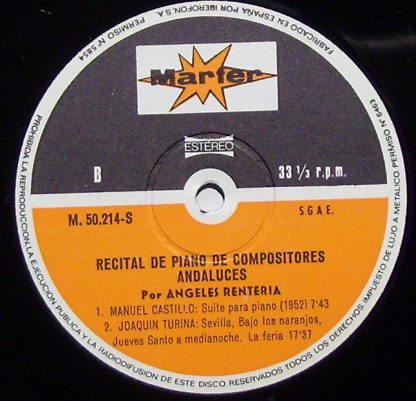 FABRICADO EN ESPAÑA POR IBEROFON, S.A.
PERMISO Nº 5854
Marfer
ESTEREO
B
33 1/3 r.p.m.
M. 50.214-S
S.G.A.E.
RECITAL DE PIANO DE COMPOSITORES
ANDALUCES
Por ANGELES RENTERIA
1. MANUEL CASTILLO: Suite para piano (1952) 7'43
2. JOAQUIN TURINA: Sevilla, Bajo los naranjos,
Jueves Santo a medianoche, La feria 17'37
PROHIBIDA LA REPRODUCCION, LA EJECUCION PUBLICA Y LA RADIODIFUSION DE ESTE DISCO RESERVADOS TODOS LOS DERECHOS IMPUESTO DE LUJO A METALICO. PERMISO Nº 6463